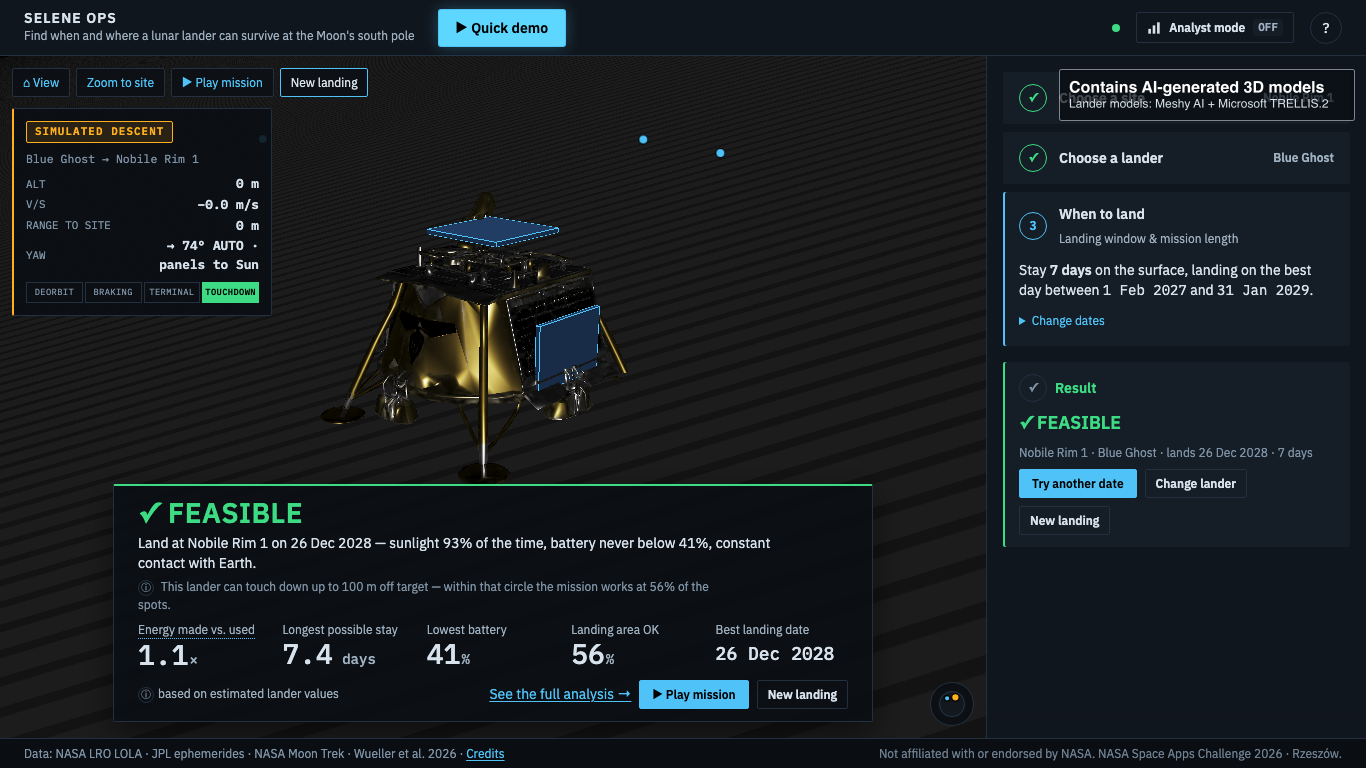 SELENE OPS
Find when and where a lunar lander can survive at the Moon's south pole
▶ Quick demo
Analyst mode OFF
?
⌂ View
Zoom to site
▶ Play mission
New landing
SIMULATED DESCENT
Blue Ghost → Nobile Rim 1
ALT 0 m
V/S −0.0 m/s
RANGE TO SITE 0 m
YAW → 74° AUTO ·
panels to Sun
DEORBIT BRAKING TERMINAL TOUCHDOWN
✓ FEASIBLE
Land at Nobile Rim 1 on 26 Dec 2028 — sunlight 93% of the time, battery never below 41%, constant
contact with Earth.
ⓘ This lander can touch down up to 100 m off target — within that circle the mission works at 56% of the
spots.
Energy made vs. used
1.1×
Longest possible stay
7.4 days
Lowest battery
41%
Landing area OK
56%
Best landing date
26 Dec 2028
ⓘ based on estimated lander values
See the full analysis →
▶ Play mission
New landing
✓ Choose a site Nobile Rim 1
Contains AI-generated 3D models
Lander models: Meshy AI + Microsoft TRELLIS.2
✓ Choose a lander Blue Ghost
3 When to land
Landing window & mission length
Stay 7 days on the surface, landing on the best
day between 1 Feb 2027 and 31 Jan 2029.
▶ Change dates
✓ Result
✓ FEASIBLE
Nobile Rim 1 · Blue Ghost · lands 26 Dec 2028 · 7 days
Try another date
Change lander
New landing
Data: NASA LRO LOLA · JPL ephemerides · NASA Moon Trek · Wueller et al. 2026 · Credits
Not affiliated with or endorsed by NASA. NASA Space Apps Challenge 2026 · Rzeszów.